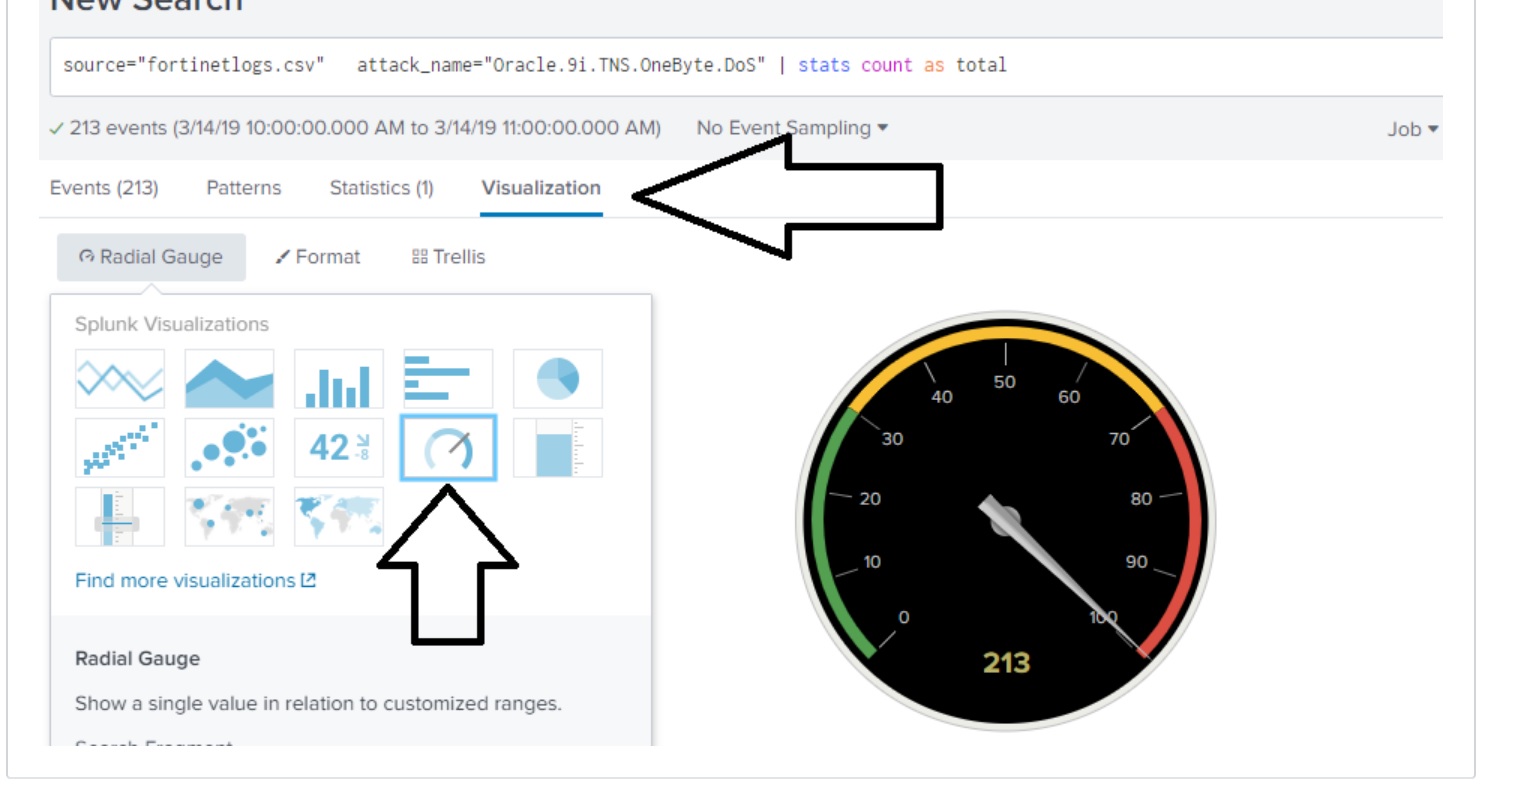 New Search
source="fortinetlogs.csv" attack_name="Oracle.9i.TNS.OneByte.DoS" | stats count as total
213 events (3/14/19 10:00:00.000 AM to 3/14/19 11:00:00.000 AM) No Event Sampling Job
Events (213) Patterns Statistics (1) Visualization
Radial Gauge Format Trellis
Splunk Visualizations
42 -8
Find more visualizations
Radial Gauge
Show a single value in relation to customized ranges.
Search Fragment
0
10
20
30
40
50
60
70
80
90
100
213